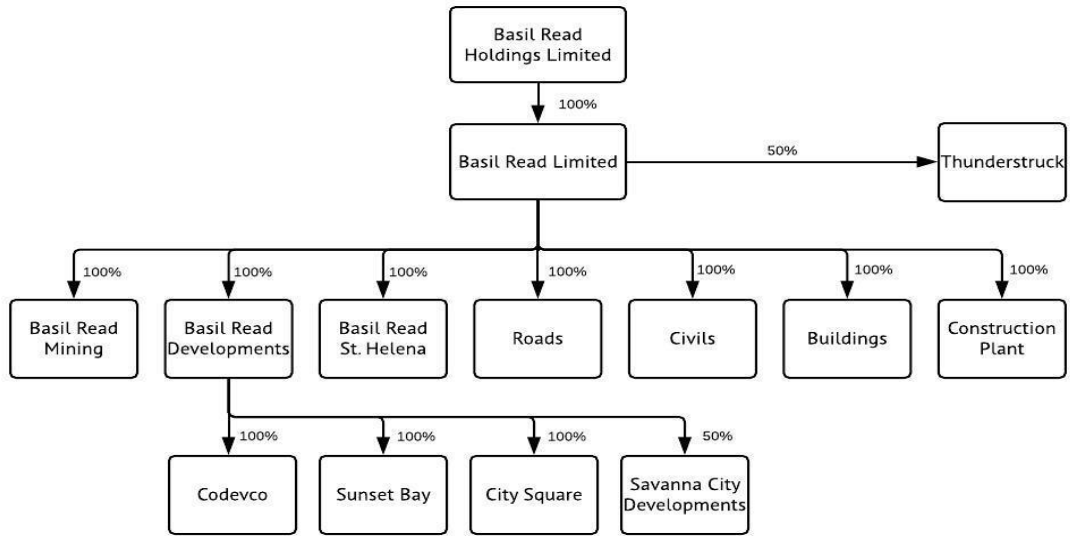 Basil Read
Holdings Limited
100%
Basil Read Limited
50%
Thunderstruck
100%
100%
100%
100%
100%
100%
100%
Basil Read
Mining
Basil Read
Developments
Basil Read
St. Helena
Roads
Civils
Buildings
Construction
Plant
100%
100%
100%
50%
Codevco
Sunset Bay
City Square
Savanna City
Developments